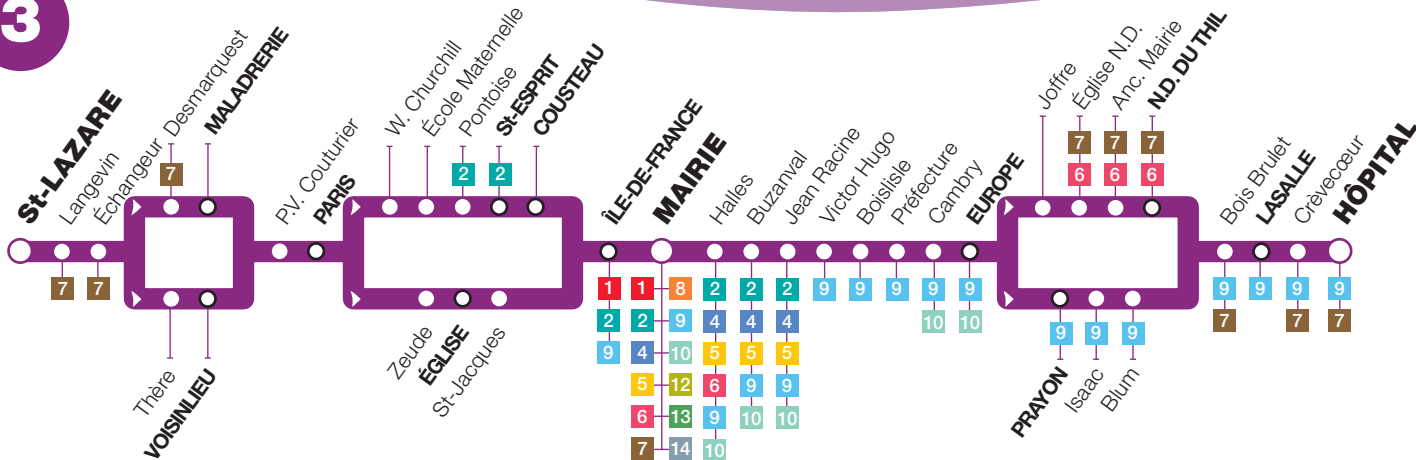 3
St-LAZARE
Langevin
7
Échangeur
7
Desmarquest
7
MALADRERIE
Thère
VOISINLIEU
P.V. Couturier
PARIS
W. Churchill
École Maternelle
Pontoise
2
St-ESPRIT
2
COUSTEAU
Zeude
ÉGLISE
St-Jacques
ÎLE-DE-FRANCE
1
2
9
MAIRIE
1 8
2 9
4 10
5 12
6 13
7 14
Halles
2
4
5
6
9
10
Buzanval
2
4
5
9
10
Jean Racine
2
4
5
9
10
Victor Hugo
9
Boislisle
9
Préfecture
9
Cambry
9
10
EUROPE
9
10
Joffre
Église N.D.
7
6
Anc. Mairie
7
6
N.D. DU THIL
7
6
PRAYON
9
Isaac
9
Blum
9
Bois Brulet
9
7
LASALLE
9
Crèvecœur
9
7
HÔPITAL
9
7